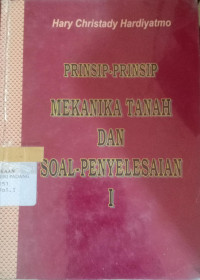 Hary Christady Hardiyatmo
PRINSIP-PRINSIP
MEKANIKA TANAH
DAN
SOAL-PENYELESAIAN
I